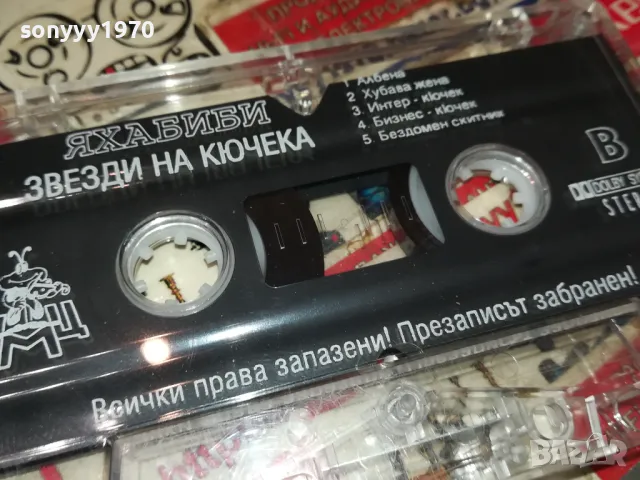 sonyyy1970
ЯХАБИБИ
ЗВЕЗДИ НА КЮЧЕКА
1 Албена
2. Хубава жена
3. Интер - кючек
4. Бизнес - кючек
5. Бездомен скитник
B
DOLBY
Всички права запазени! Презаписът забранен!
BAZAR